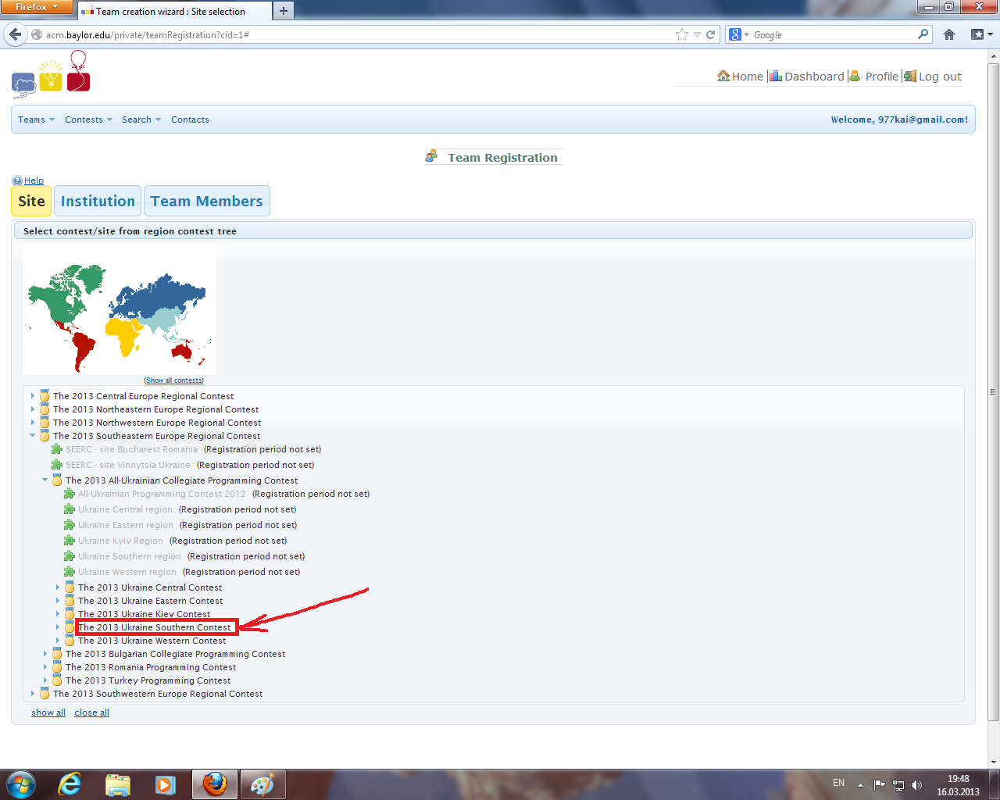 Firefox
Team creation wizard : Site selection
acm.baylor.edu/private/teamRegistration?cid=1#
Google
Home Dashboard Profile Log out
Teams Contests Search Contacts
Welcome, 977kai@gmail.com!
Team Registration
Help
Site Institution Team Members
Select contest/site from region contest tree
(Show all contests)
The 2013 Central Europe Regional Contest
The 2013 Northeastern Europe Regional Contest
The 2013 Northwestern Europe Regional Contest
The 2013 Southeastern Europe Regional Contest
SEERC - site Bucharest Romania (Registration period not set)
SEERC - site Vinnytsia Ukraine (Registration period not set)
The 2013 All-Ukrainian Collegiate Programming Contest
All-Ukrainian Programming Contest 2012 (Registration period not set)
Ukraine Central region (Registration period not set)
Ukraine Eastern region (Registration period not set)
Ukraine Kyiv Region (Registration period not set)
Ukraine Southern region (Registration period not set)
Ukraine Western region (Registration period not set)
The 2013 Ukraine Central Contest
The 2013 Ukraine Eastern Contest
The 2013 Ukraine Kiev Contest
The 2013 Ukraine Southern Contest
The 2013 Ukraine Western Contest
The 2013 Bulgarian Collegiate Programming Contest
The 2013 Romania Programming Contest
The 2013 Turkey Programming Contest
The 2013 Southwestern Europe Regional Contest
show all close all
EN
19:48
16.03.2013